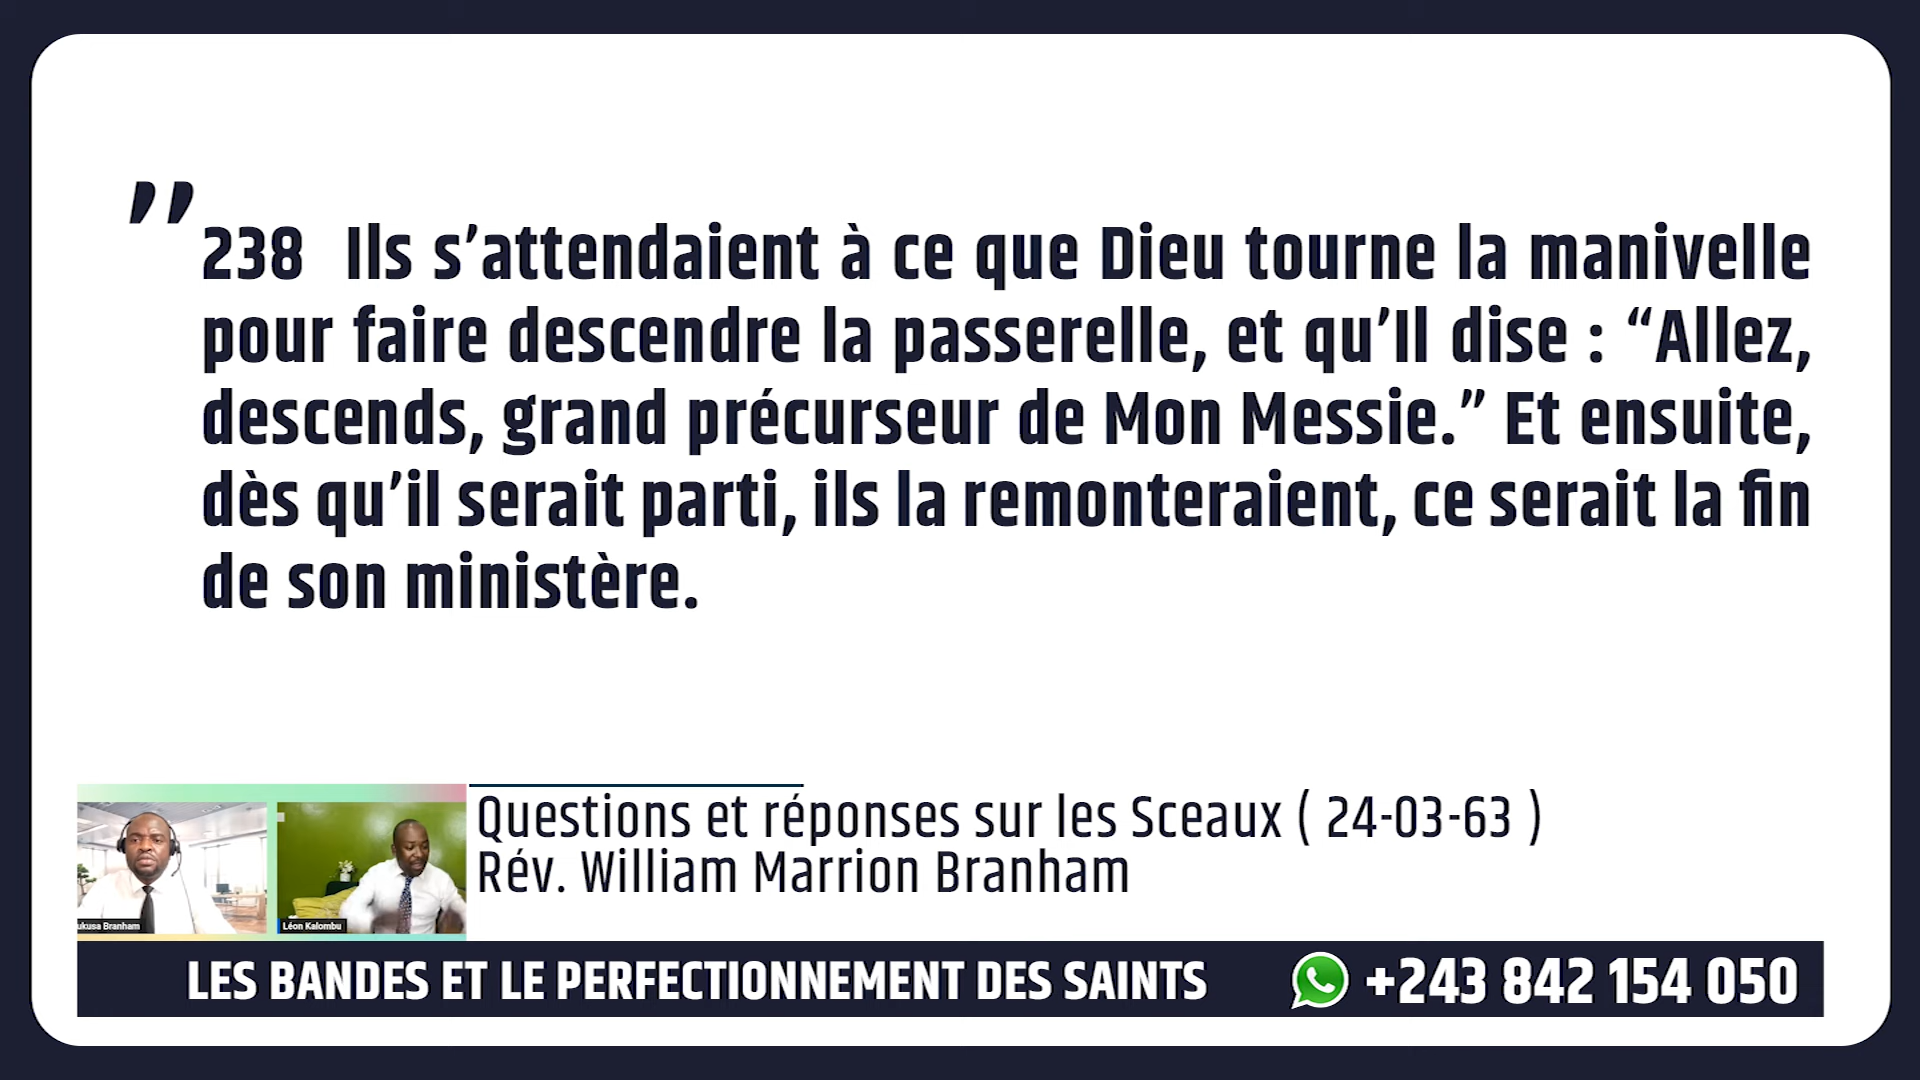 ”
238 Ils s’attendaient à ce que Dieu tourne la manivelle
pour faire descendre la passerelle, et qu’Il dise : “Allez,
descends, grand précurseur de Mon Messie.” Et ensuite,
dès qu’il serait parti, ils la remonteraient, ce serait la fin
de son ministère.
Questions et réponses sur les Sceaux ( 24-03-63 )
Rév. William Marrion Branham
ukusa Branham
Léon Kalombu
LES BANDES ET LE PERFECTIONNEMENT DES SAINTS
+243 842 154 050